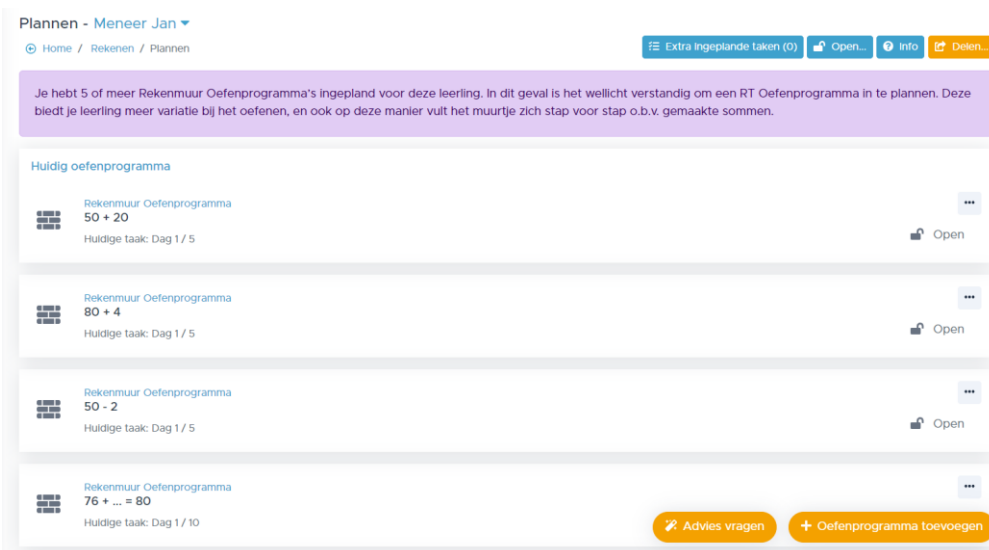 Plannen - Meneer Jan
Home / Rekenen / Plannen
Extra ingeplande taken (0)
Open...
Info
Delen...
Je hebt 5 of meer Rekenmuur Oefenprogramma's ingepland voor deze leerling. In dit geval is het wellicht verstandig om een RT Oefenprogramma in te plannen. Deze
biedt je leerling meer variatie bij het oefenen, en ook op deze manier vult het muurtje zich stap voor stap o.b.v. gemaakte sommen.
Huidig oefenprogramma
Rekenmuur Oefenprogramma
50 + 20
Huidige taak: Dag 1 / 5
Open
Rekenmuur Oefenprogramma
80 + 4
Huidige taak: Dag 1 / 5
Open
Rekenmuur Oefenprogramma
50 - 2
Huidige taak: Dag 1 / 5
Open
Rekenmuur Oefenprogramma
76 + ... = 80
Huidige taak: Dag 1 / 10
Advies vragen
+ Oefenprogramma toevoegen